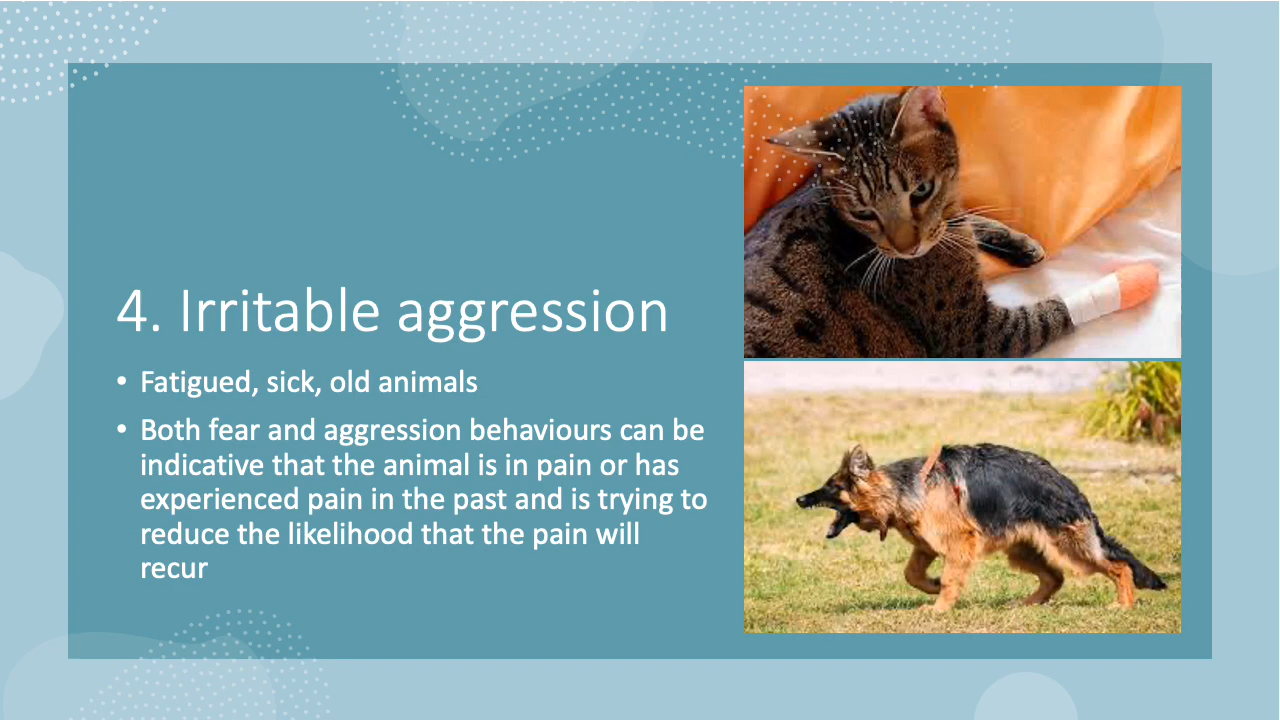 4. Irritable aggression
• Fatigued, sick, old animals
• Both fear and aggression behaviours can be
indicative that the animal is in pain or has
experienced pain in the past and is trying to
reduce the likelihood that the pain will
recur